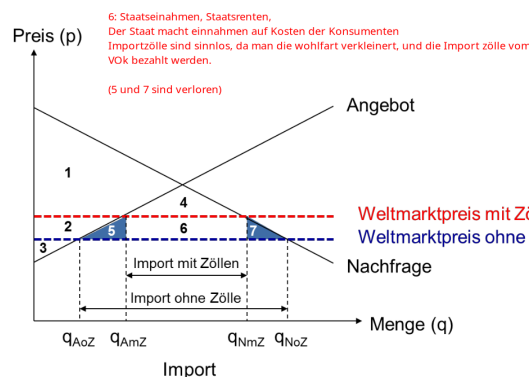 6: Staatseinahmen, Staatsrenten,
Der Staat macht einnahmen auf Kosten der Konsumenten
Importzölle sind sinlos, da man die wohlfart verkleinert, und die Import zölle vom
VOk bezahlt werden.
(5 und 7 sind verloren)
Preis (p)
Angebot
1
4
Weltmarktpreis mit Zö
2
5
6
7
Weltmarktpreis ohne
3
Import mit Zöllen
Nachfrage
Import ohne Zölle
Menge (q)
qAoZ qAmZ qNmZ qNoZ
Import